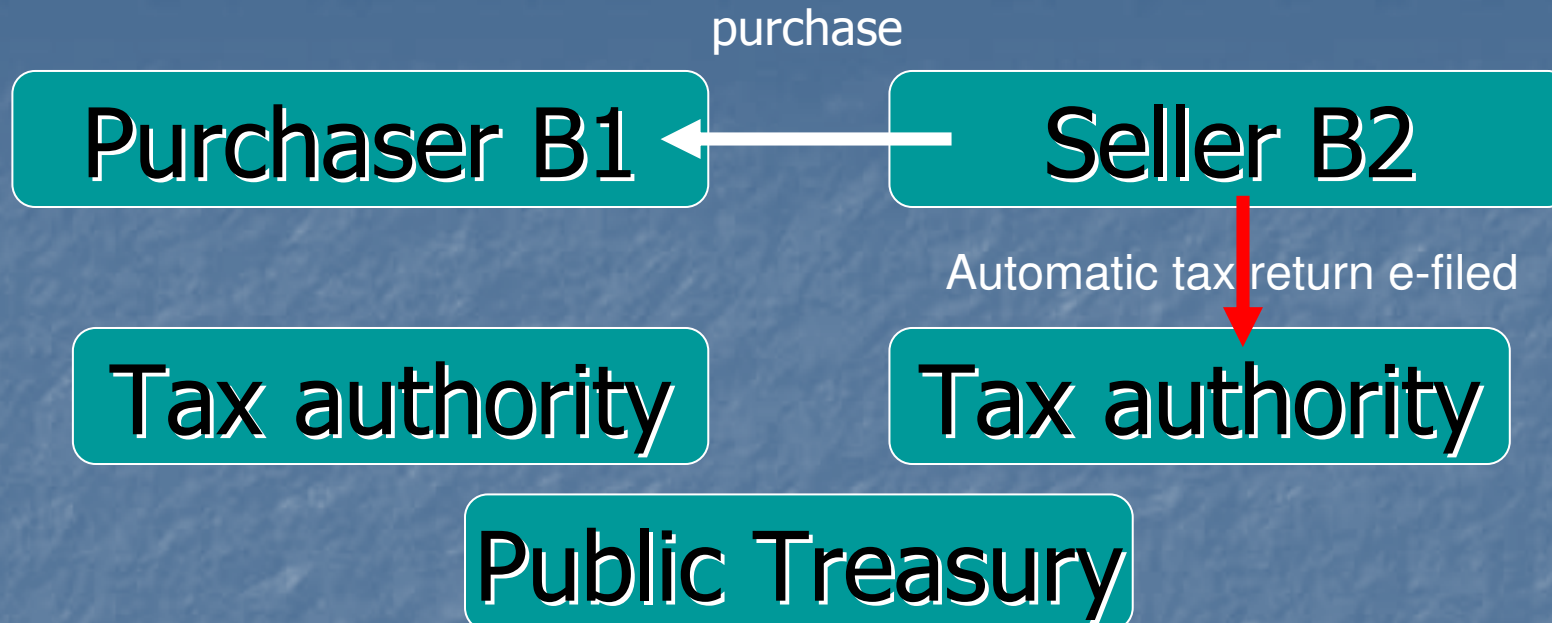 purchase
Purchaser B1
Seller B2
Automatic tax return e-filed
Tax authority
Tax authority
Public Treasury